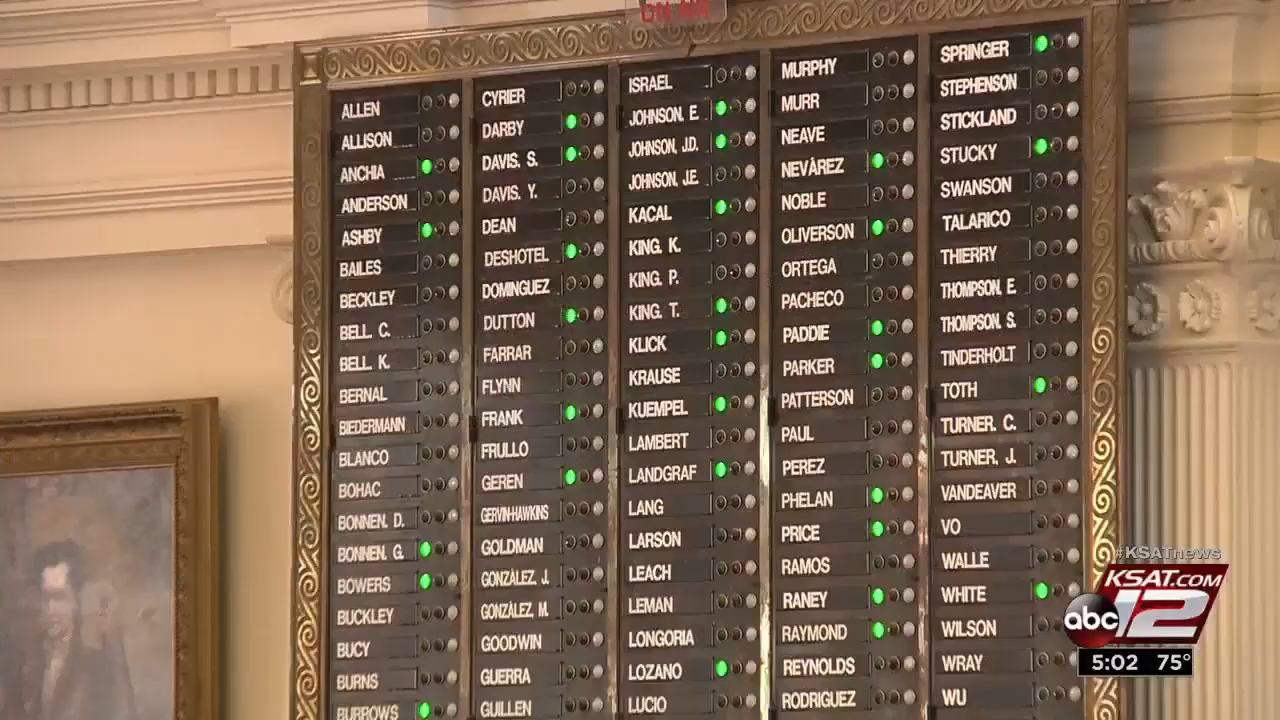 ON AIR
ALLEN
ALLISON
ANCHIA
ANDERSON
ASHBY
BAILES
BECKLEY
BELL, C.
BELL, K.
BERNAL
BIEDERMANN
BLANCO
BOHAC
BONNEN, D.
BONNEN, G.
BOWERS
BUCKLEY
BUCY
BURNS
BURROWS
CYRIER
DARBY
DAVIS, S.
DAVIS, Y.
DEAN
DESHOTEL
DOMINGUEZ
DUTTON
FARRAR
FLYNN
FRANK
FRULLO
GEREN
GERVIN-HAWKINS
GOLDMAN
GONZÁLEZ, J.
GONZÁLEZ, M.
GOODWIN
GUERRA
GUILLEN
ISRAEL
JOHNSON, E.
JOHNSON, J.D.
JOHNSON, J.E.
KACAL
KING, K.
KING, P.
KING, T.
KLICK
KRAUSE
KUEMPEL
LAMBERT
LANDGRAF
LANG
LARSON
LEACH
LEMAN
LONGORIA
LOZANO
LUCIO
MURPHY
MURR
NEAVE
NEVÁREZ
NOBLE
OLIVERSON
ORTEGA
PACHECO
PADDIE
PARKER
PATTERSON
PAUL
PEREZ
PHELAN
PRICE
RAMOS
RANEY
RAYMOND
REYNOLDS
RODRIGUEZ
SPRINGER
STEPHENSON
STICKLAND
STUCKY
SWANSON
TALARICO
THIERRY
THOMPSON, E.
THOMPSON, S.
TINDERHOLT
TOTH
TURNER, C.
TURNER, J.
VANDEAVER
VO
WALLE
WHITE
WILSON
WRAY
WU
#KSATnews
KSAT.COM
abc 12
5:02 75°